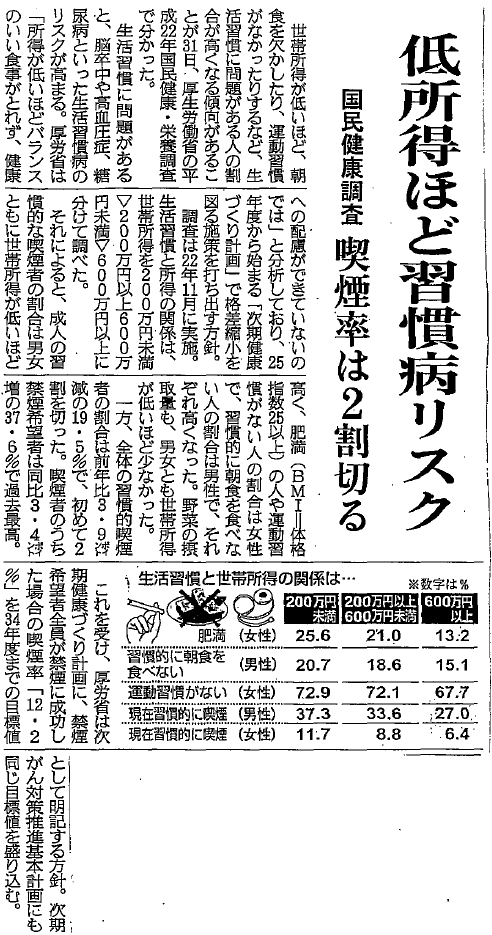 低所得ほど習慣病リスク
国民健康調査 喫煙率は2割切る
世帯所得が低いほど、朝
食を欠かしたり、運動習慣
がなかったりするなど、生
活習慣に問題がある人の割
合が高くなる傾向があるこ
とが31日、厚生労働省の平
成22年国民健康・栄養調査
で分かった。
生活習慣に問題がある
と、脳卒中や高血圧症、糖
尿病といった生活習慣病の
リスクが高まる。厚労省は
「所得が低いほどバランス
のいい食事がとれず、健康
への配慮ができていないの
では」と分析しており、25
年度から始まる「次期健康
づくり計画」で格差縮小を
図る施策を打ち出す方針。
調査は22年11月に実施。
生活習慣と所得の関係は、
世帯所得を200万円未満
▽200万円以上600万
円未満▽600万円以上に
分けて調べた。
それによると、成人の習
慣的な喫煙者の割合は男女
ともに世帯所得が低いほど
高く、肥満(BMI=体格
指数25以上)の人や運動習
慣がない人の割合は女性
で、習慣的に朝食を食べな
い人の割合は男性で、それ
ぞれ高くなった。野菜の摂
取量も、男女とも世帯所得
が低いほど少なかった。
一方、全体の習慣的喫煙
者の割合は前年比3・9㌽
減の19・5%で、初めて2
割を切った。喫煙者のうち
禁煙希望者は同比3・4㌽
増の37・6%で過去最高。
これを受け、厚労省は次
期健康づくり計画に、禁煙
希望者全員が禁煙に成功し
た場合の喫煙率「12・2
%」を34年度までの目標値
として明記する方針。次期
がん対策推進基本計画にも
同じ目標値を盛り込む。
生活習慣と世帯所得の関係は…
※数字は%
200万円未満 200万円以上600万円未満 600万円以上
肥満 (女性) 25.6 21.0 13.2
習慣的に朝食を食べない (男性) 20.7 18.6 15.1
運動習慣がない (女性) 72.9 72.1 67.7
現在習慣的に喫煙 (男性) 37.3 33.6 27.0
現在習慣的に喫煙 (女性) 11.7 8.8 6.4